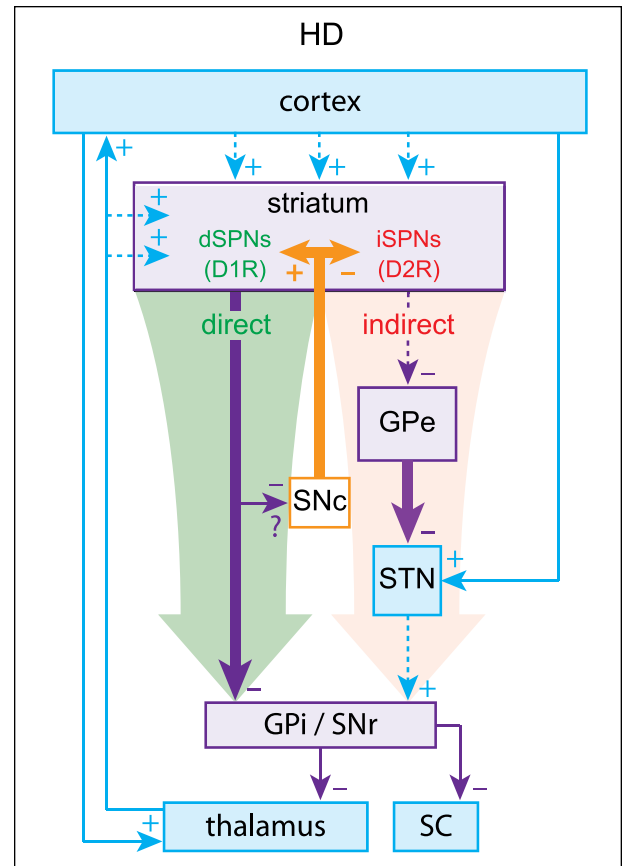 HD
cortex
+ + +
+
+
striatum
+
dSPNs iSPNs
(D1R) (D2R)
+ –
direct indirect
–
GPe
–
SNc
?
–
+
STN
–
+
GPi / SNr
– –
+
thalamus SC